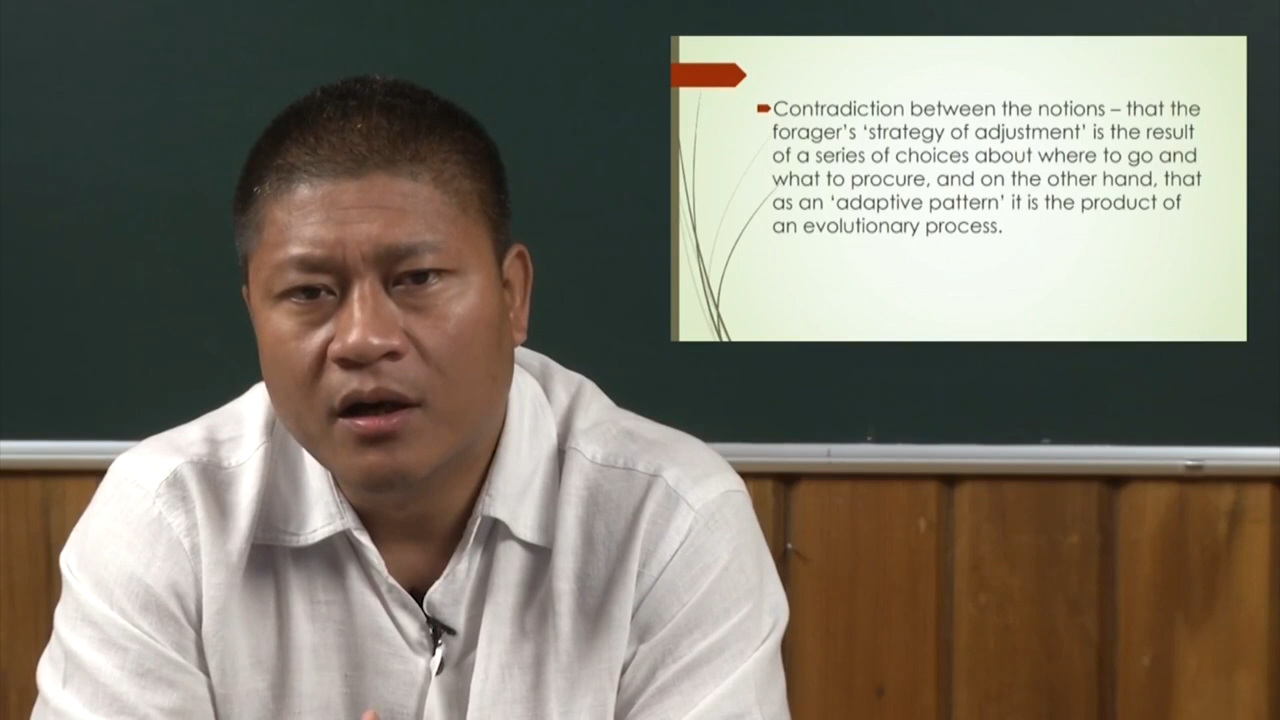 Contradiction between the notions – that the
forager's 'strategy of adjustment' is the result
of a series of choices about where to go and
what to procure, and on the other hand, that
as an 'adaptive pattern' it is the product of
an evolutionary process.